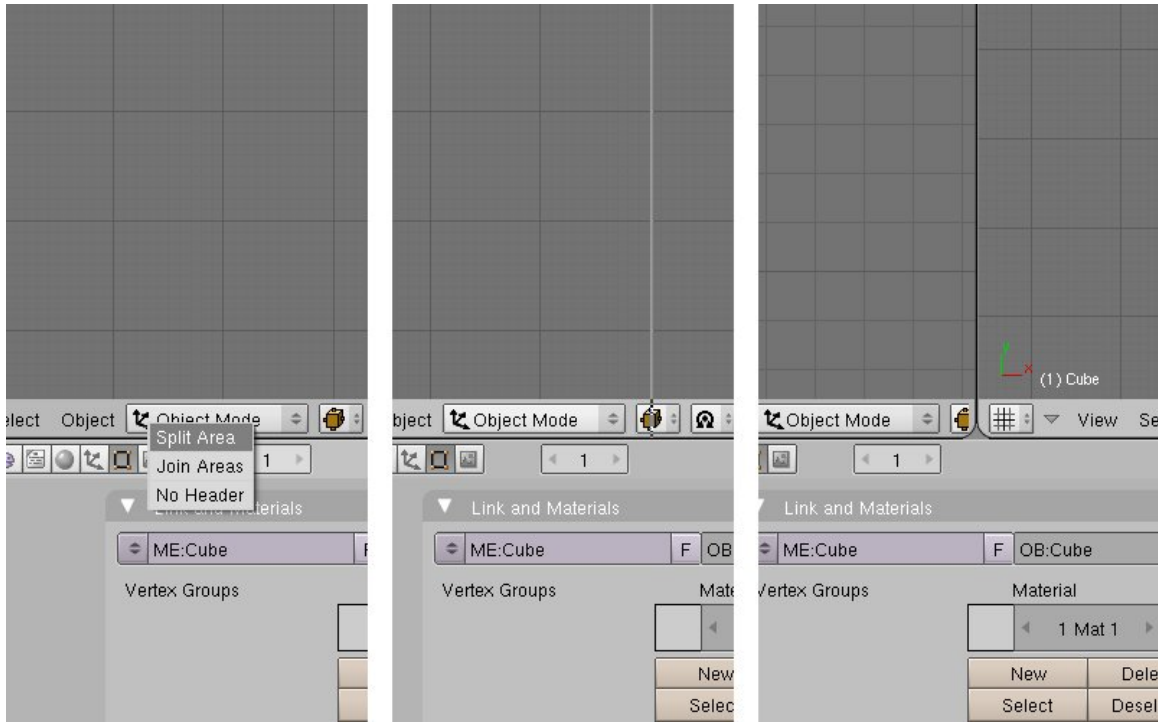 elect Object Object Mode
Split Area
Join Areas
No Header
1
Link and Materials
ME:Cube F
Vertex Groups
bject Object Mode
1
Link and Materials
ME:Cube F OB
Vertex Groups Mate
New
Selec
(1) Cube
Object Mode View Se
1
Link and Materials
ME:Cube F OB:Cube
Vertex Groups Material
1 Mat 1
New Dele
Select Desel